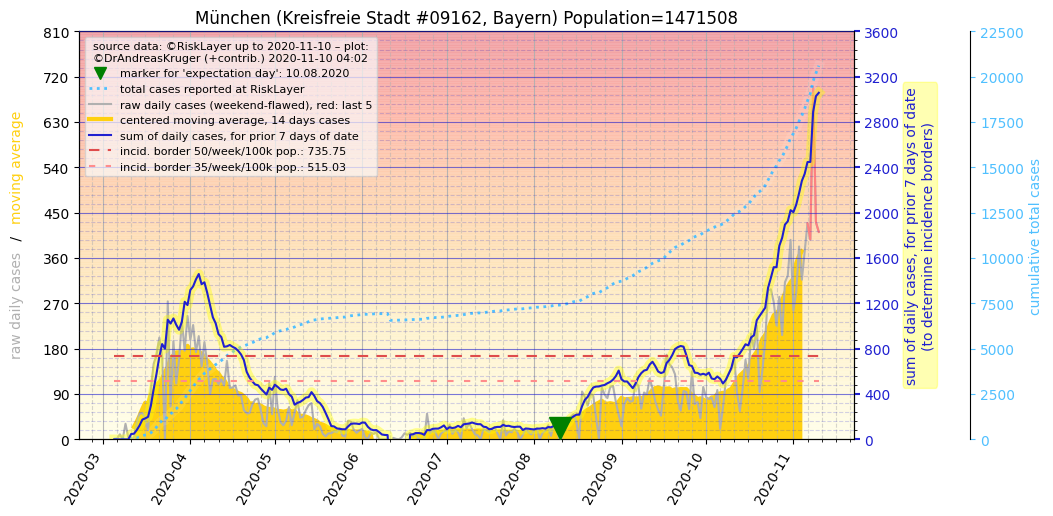 München (Kreisfreie Stadt #09162, Bayern) Population=1471508
source data: ©RiskLayer up to 2020-11-10 – plot:
©DrAndreasKruger (+contrib.) 2020-11-10 04:02
marker for 'expectation day': 10.08.2020
total cases reported at RiskLayer
raw daily cases (weekend-flawed), red: last 5
centered moving average, 14 days cases
sum of daily cases, for prior 7 days of date
incid. border 50/week/100k pop.: 735.75
incid. border 35/week/100k pop.: 515.03
raw daily cases / moving average
810
720
630
540
450
360
270
180
90
0
3600
3200
2800
2400
2000
1600
1200
800
400
0
sum of daily cases, for prior 7 days of date
(to determine incidence borders)
22500
20000
17500
15000
12500
10000
7500
5000
2500
0
cumulative total cases
2020-03
2020-04
2020-05
2020-06
2020-07
2020-08
2020-09
2020-10
2020-11